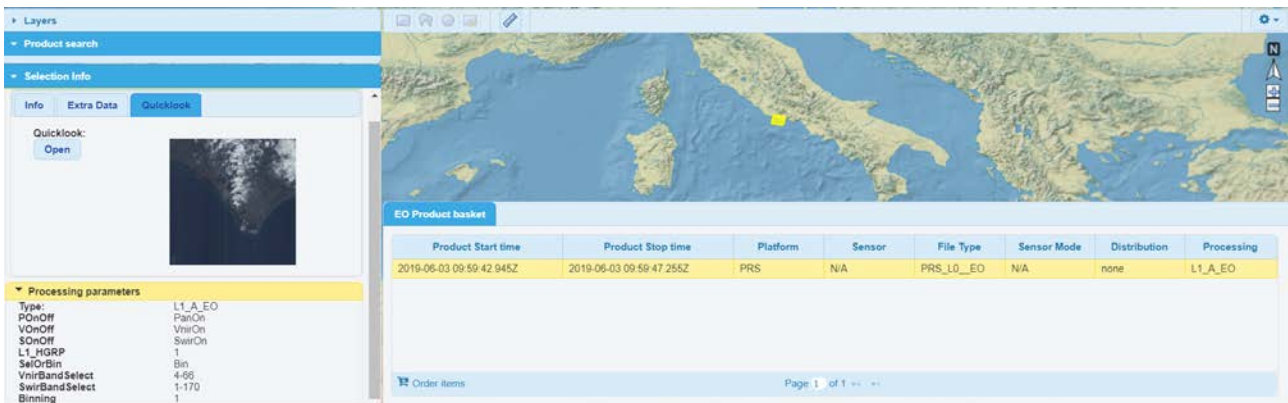 Layers
Product search
Selection Info
Info Extra Data Quicklook
Quicklook:
Open
Processing parameters
Type: L1_A_EO
POnOff PanOn
VOnOff VnirOn
SOnOff SwirOn
L1_HGRP 1
SelOrBin Bin
VnirBandSelect 4-66
SwirBandSelect 1-170
Binning 1
N
EO Product basket
Product Start time Product Stop time Platform Sensor File Type Sensor Mode Distribution Processing
2019-06-03 09:59:42.945Z 2019-06-03 09:59:47.255Z PRS N/A PRS_L0__EO N/A none L1_A_EO
Order items Page 1 of 1